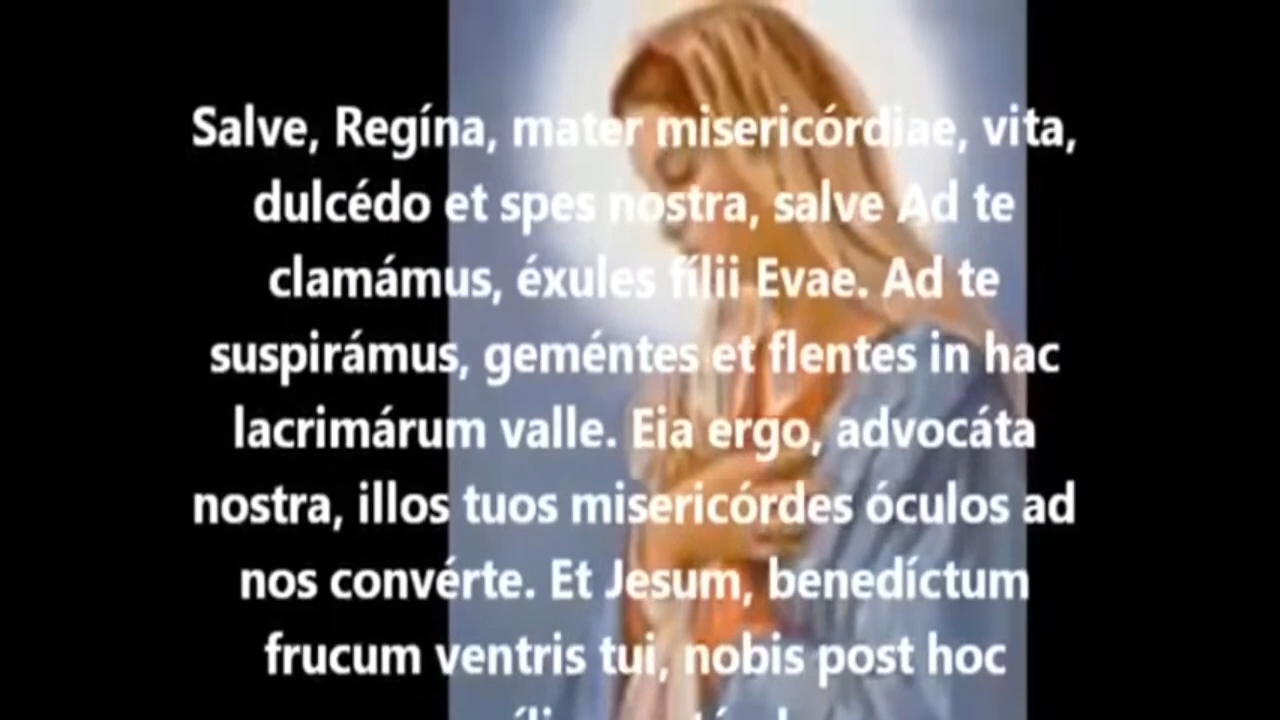 Salve, Regína, mater misericórdiae, vita,
dulcédo et spes nostra, salve Ad te
clamámus, éxules fílii Evae. Ad te
suspirámus, geméntes et flentes in hac
lacrimárum valle. Eia ergo, advocáta
nostra, illos tuos misericórdes óculos ad
nos convérte. Et Jesum, benedíctum
frucum ventris tui, nobis post hoc